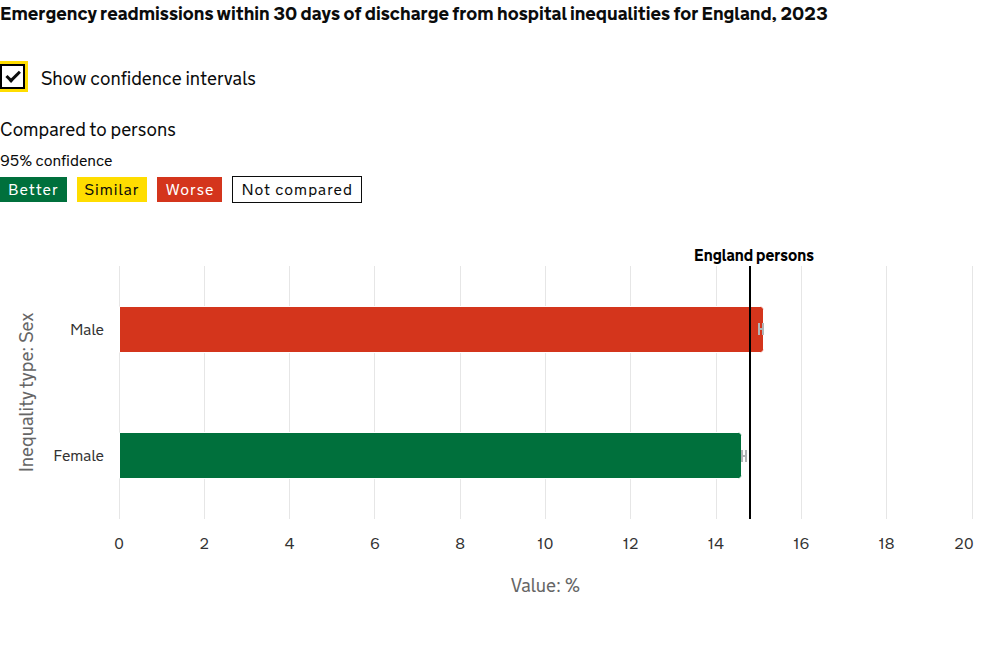 Emergency readmissions within 30 days of discharge from hospital inequalities for England, 2023
Show confidence intervals
Compared to persons
95% confidence
Better Similar Worse Not compared
England persons
Inequality type: Sex
Male
Female
0 2 4 6 8 10 12 14 16 18 20
Value: %